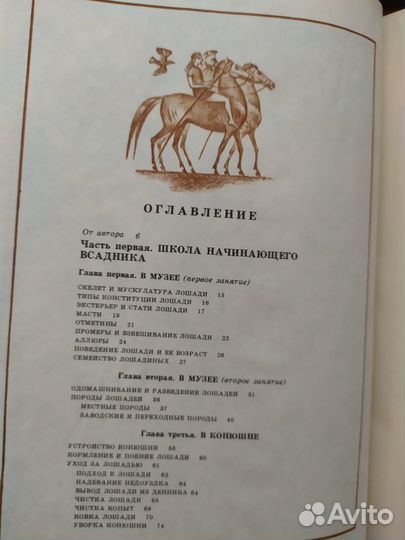 ОГЛАВЛЕНИЕ
От автора 6
Часть первая. ШКОЛА НАЧИНАЮЩЕГО
ВСАДНИКА
Глава первая. В МУЗЕЕ (первое занятие)
СКЕЛЕТ И МУСКУЛАТУРА ЛОШАДИ 13
ТИПЫ КОНСТИТУЦИИ ЛОШАДИ 16
ЭКСТЕРЬЕР И СТАТИ ЛОШАДИ 17
МАСТИ 19
ОТМЕТИНЫ 21
ПРОМЕРЫ И ВЗВЕШИВАНИЕ ЛОШАДИ 22
АЛЛЮРЫ 24
ПОВЕДЕНИЕ ЛОШАДИ И ЕЕ ВОЗРАСТ 26
СЕМЕЙСТВО ЛОШАДИНЫХ 27
Глава вторая. В МУЗЕЕ (второе занятие)
ОДОМАШНИВАНИЕ И РАЗВЕДЕНИЕ ЛОШАДЕЙ 31
ПОРОДЫ ЛОШАДЕЙ 36
МЕСТНЫЕ ПОРОДЫ 37
ЗАВОДСКИЕ И ПЕРЕХОДНЫЕ ПОРОДЫ 40
Глава третья. В КОНЮШНЕ
УСТРОЙСТВО КОНЮШНИ 56
КОРМЛЕНИЕ И ПОЕНИЕ ЛОШАДИ 60
УХОД ЗА ЛОШАДЬЮ 61
ПОДХОД К ЛОШАДИ 62
НАДЕВАНИЕ НЕДОУЗДКА 64
ВЫВОД ЛОШАДИ ИЗ ДЕННИКА 64
ЧИСТКА ЛОШАДИ 65
ЧИСТКА КОПЫТ 69
КОВКА ЛОШАДИ 70
УБОРКА КОНЮШНИ 74
Avito